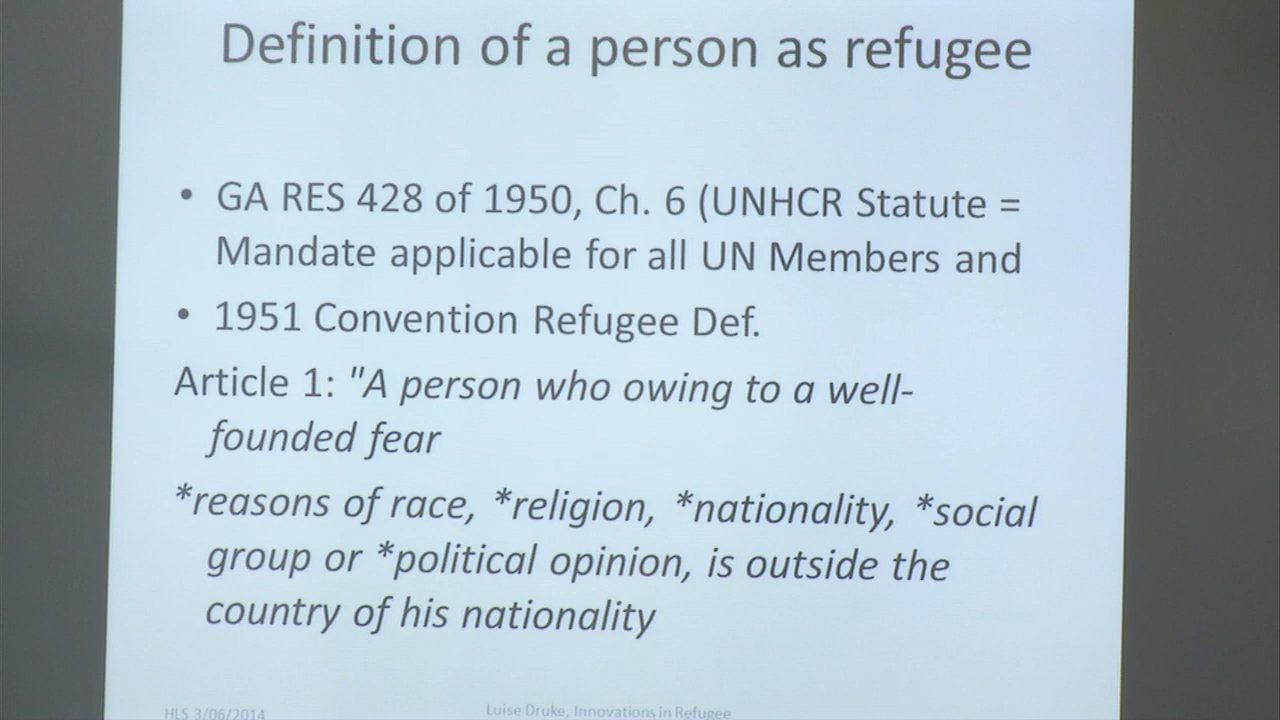 Definition of a person as refugee
• GA RES 428 of 1950, Ch. 6 (UNHCR Statute =
Mandate applicable for all UN Members and
• 1951 Convention Refugee Def.
Article 1: "A person who owing to a well-
founded fear
*reasons of race, *religion, *nationality, *social
group or *political opinion, is outside the
country of his nationality
HLS 3/06/2014
Luise Druke, Innovations in Refugee